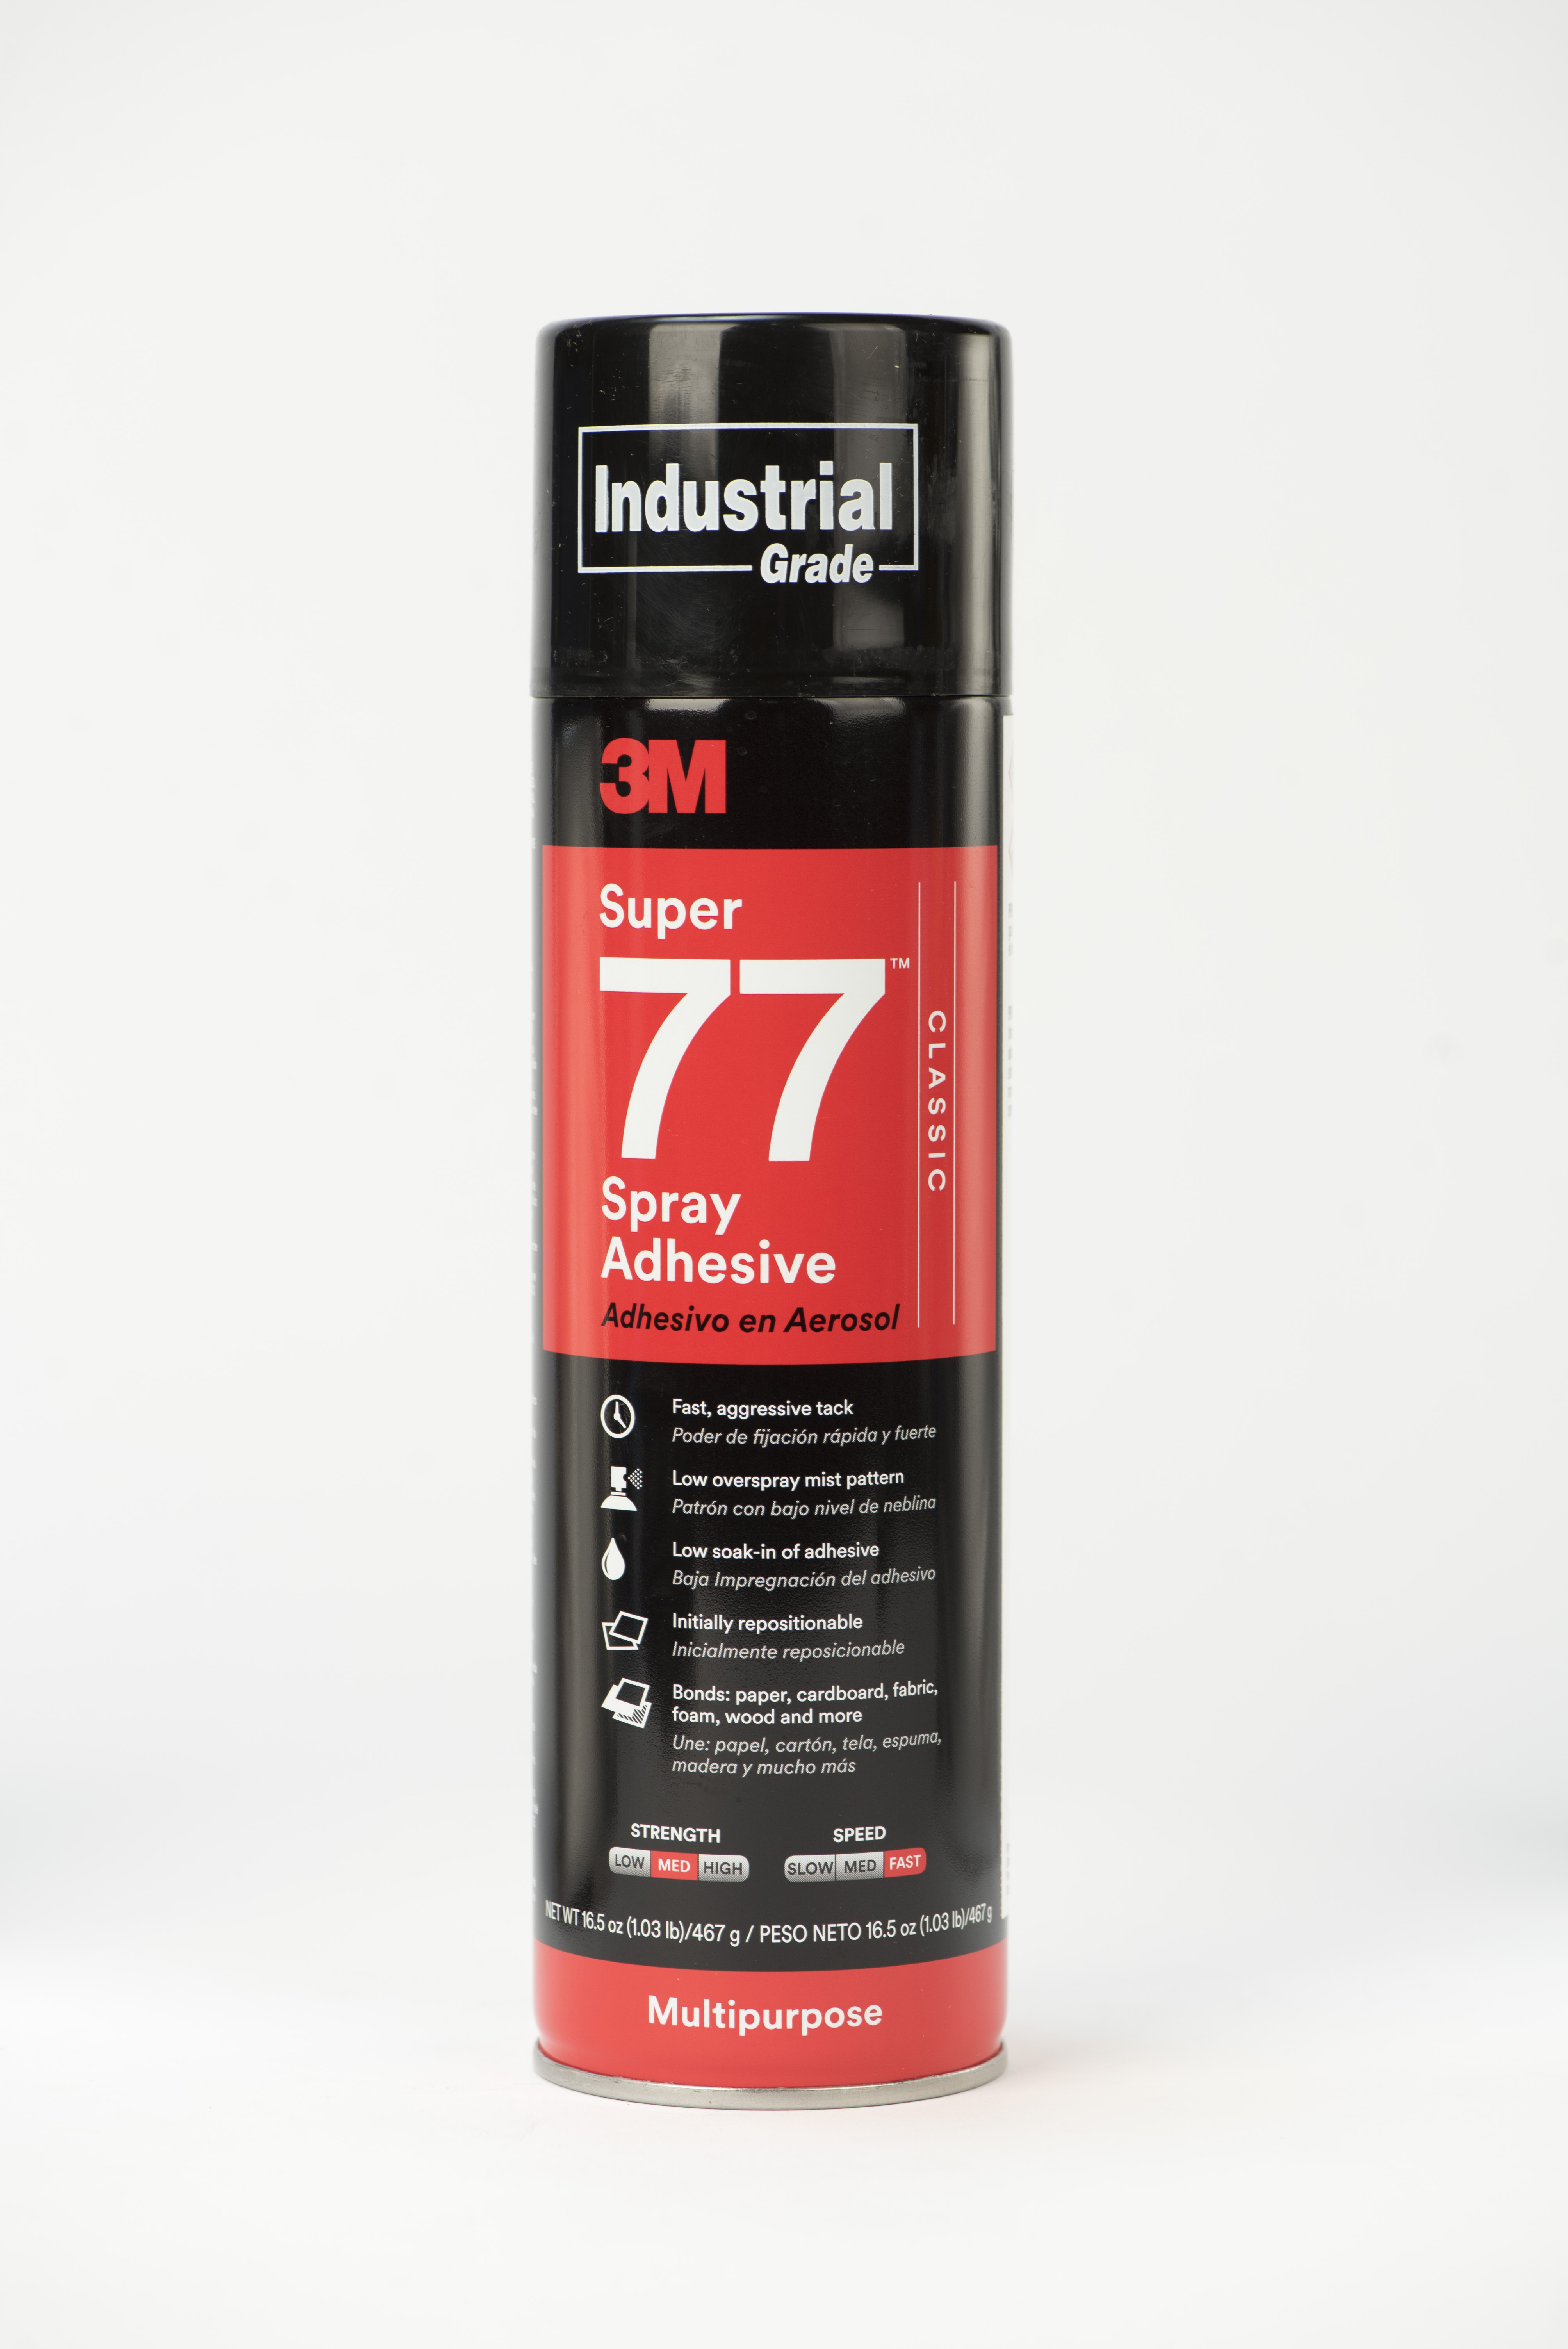 Industrial
Grade
3M
Super
77™
CLASSIC
Spray
Adhesive
Adhesivo en Aerosol
Fast, aggressive tack
Poder de fijación rápida y fuerte
Low overspray mist pattern
Patrón con bajo nivel de neblina
Low soak-in of adhesive
Baja Impregnación del adhesivo
Initially repositionable
Inicialmente reposicionable
Bonds: paper, cardboard, fabric,
foam, wood and more
Une: papel, cartón, tela, espuma,
madera y mucho más
STRENGTH
LOW MED HIGH
SPEED
SLOW MED FAST
NET WT 16.5 oz (1.03 lb)/467 g / PESO NETO 16.5 oz (1.03 lb)/467 g
Multipurpose